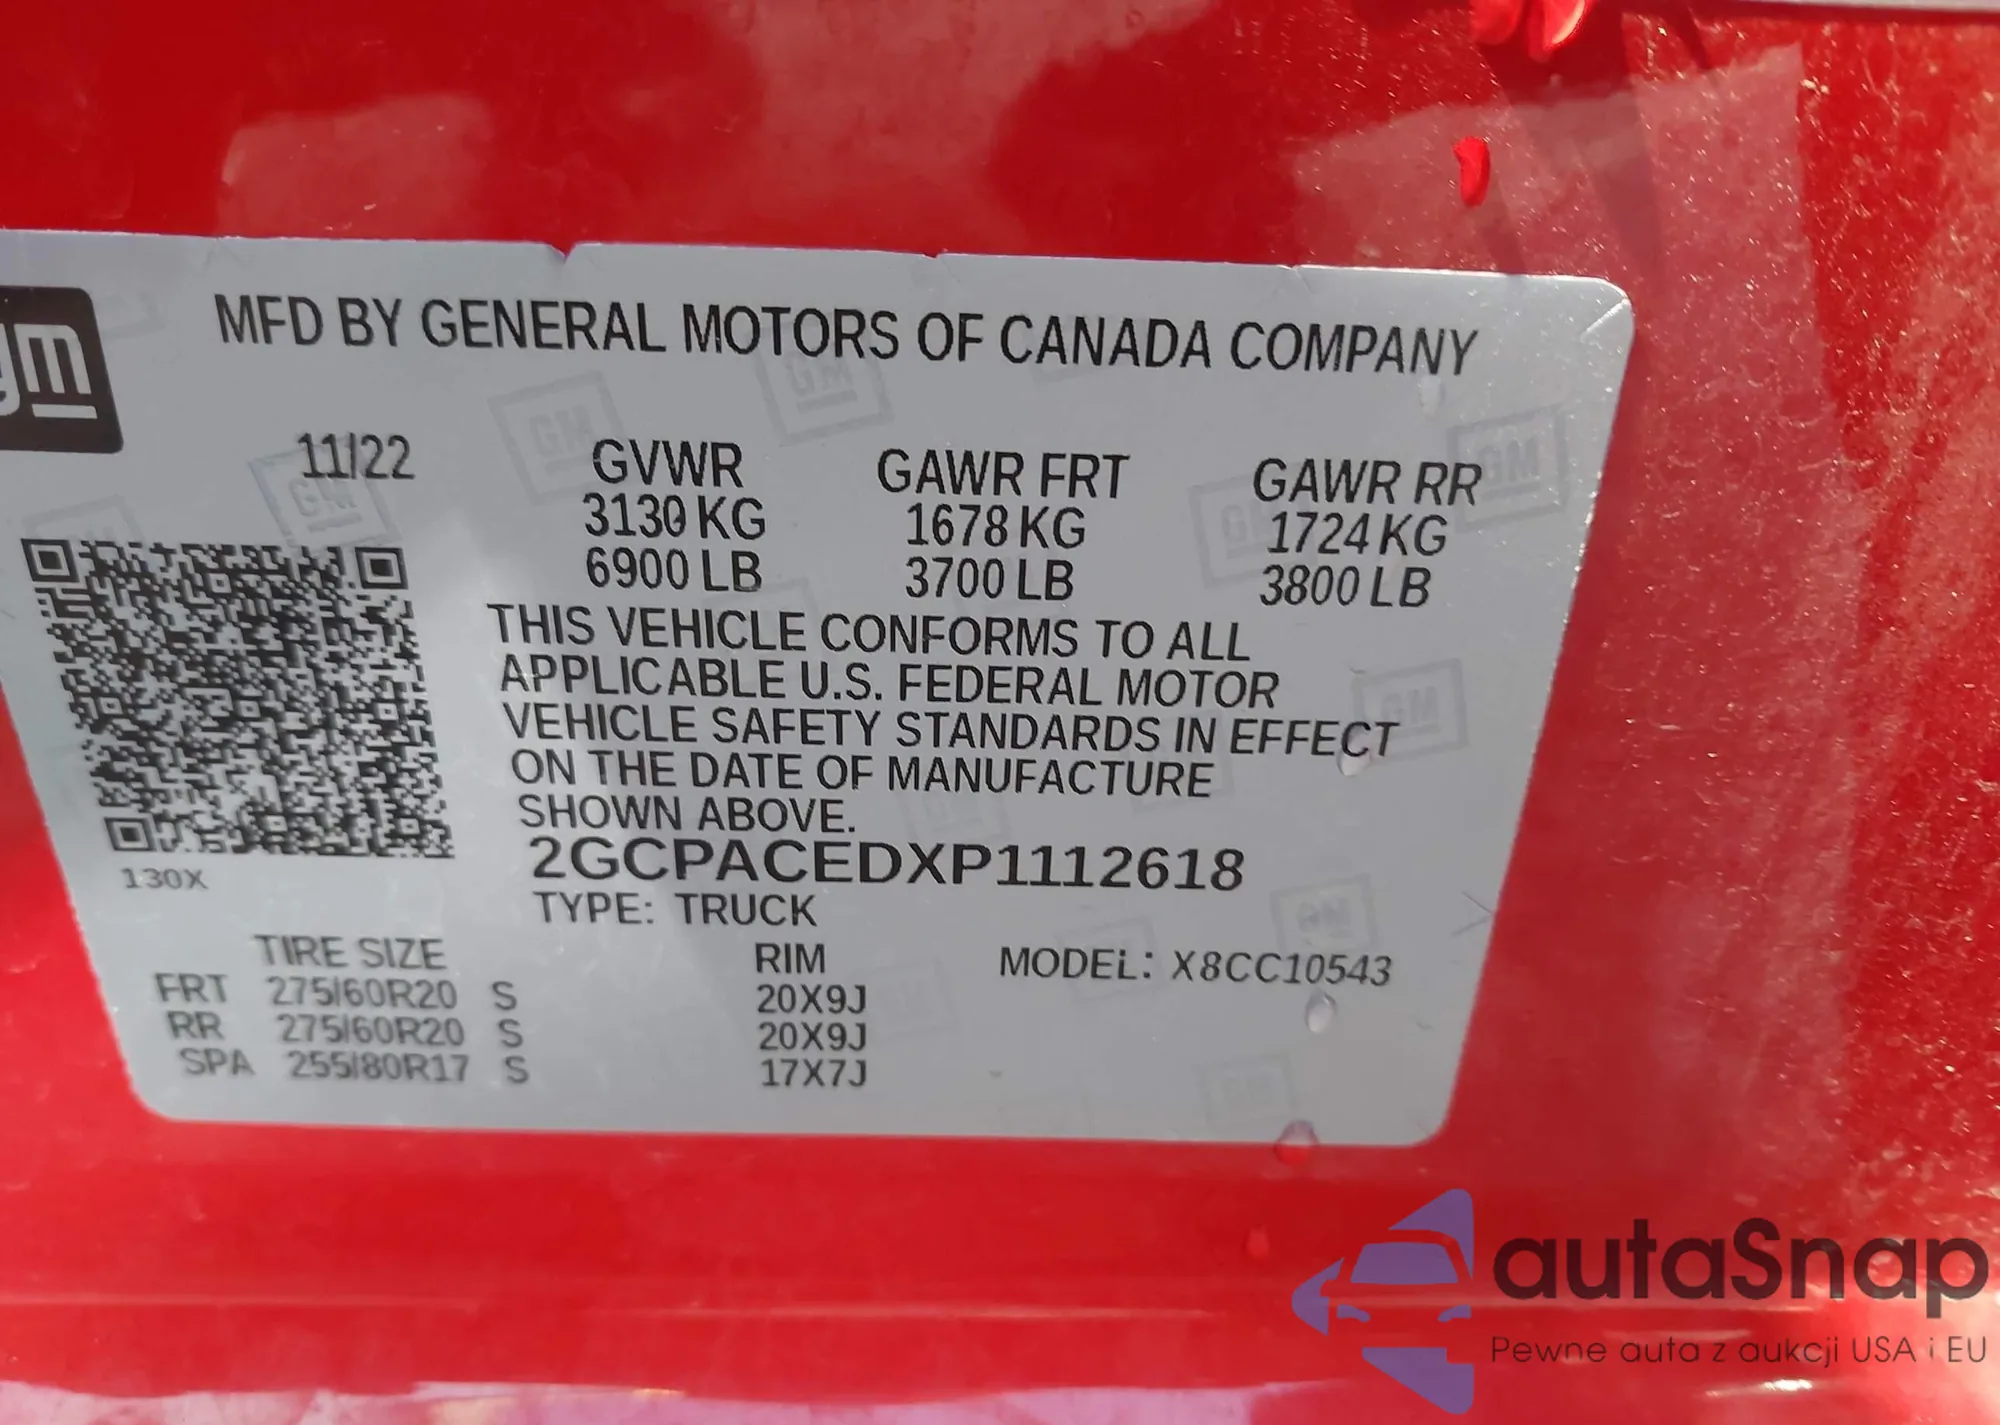 gm
MFD BY GENERAL MOTORS OF CANADA COMPANY
11/22 GVWR GAWR FRT GAWR RR
3130 KG 1678 KG 1724 KG
6900 LB 3700 LB 3800 LB
THIS VEHICLE CONFORMS TO ALL
APPLICABLE U.S. FEDERAL MOTOR
VEHICLE SAFETY STANDARDS IN EFFECT
ON THE DATE OF MANUFACTURE
SHOWN ABOVE.
2GCPACEDXP1112618
130X
TYPE: TRUCK
TIRE SIZE RIM MODEL: X8CC10543
FRT 275/60R20 S 20X9J
RR 275/60R20 S 20X9J
SPA 255/80R17 S 17X7J
autaSnap
Pewne auta z aukcji USA i EU